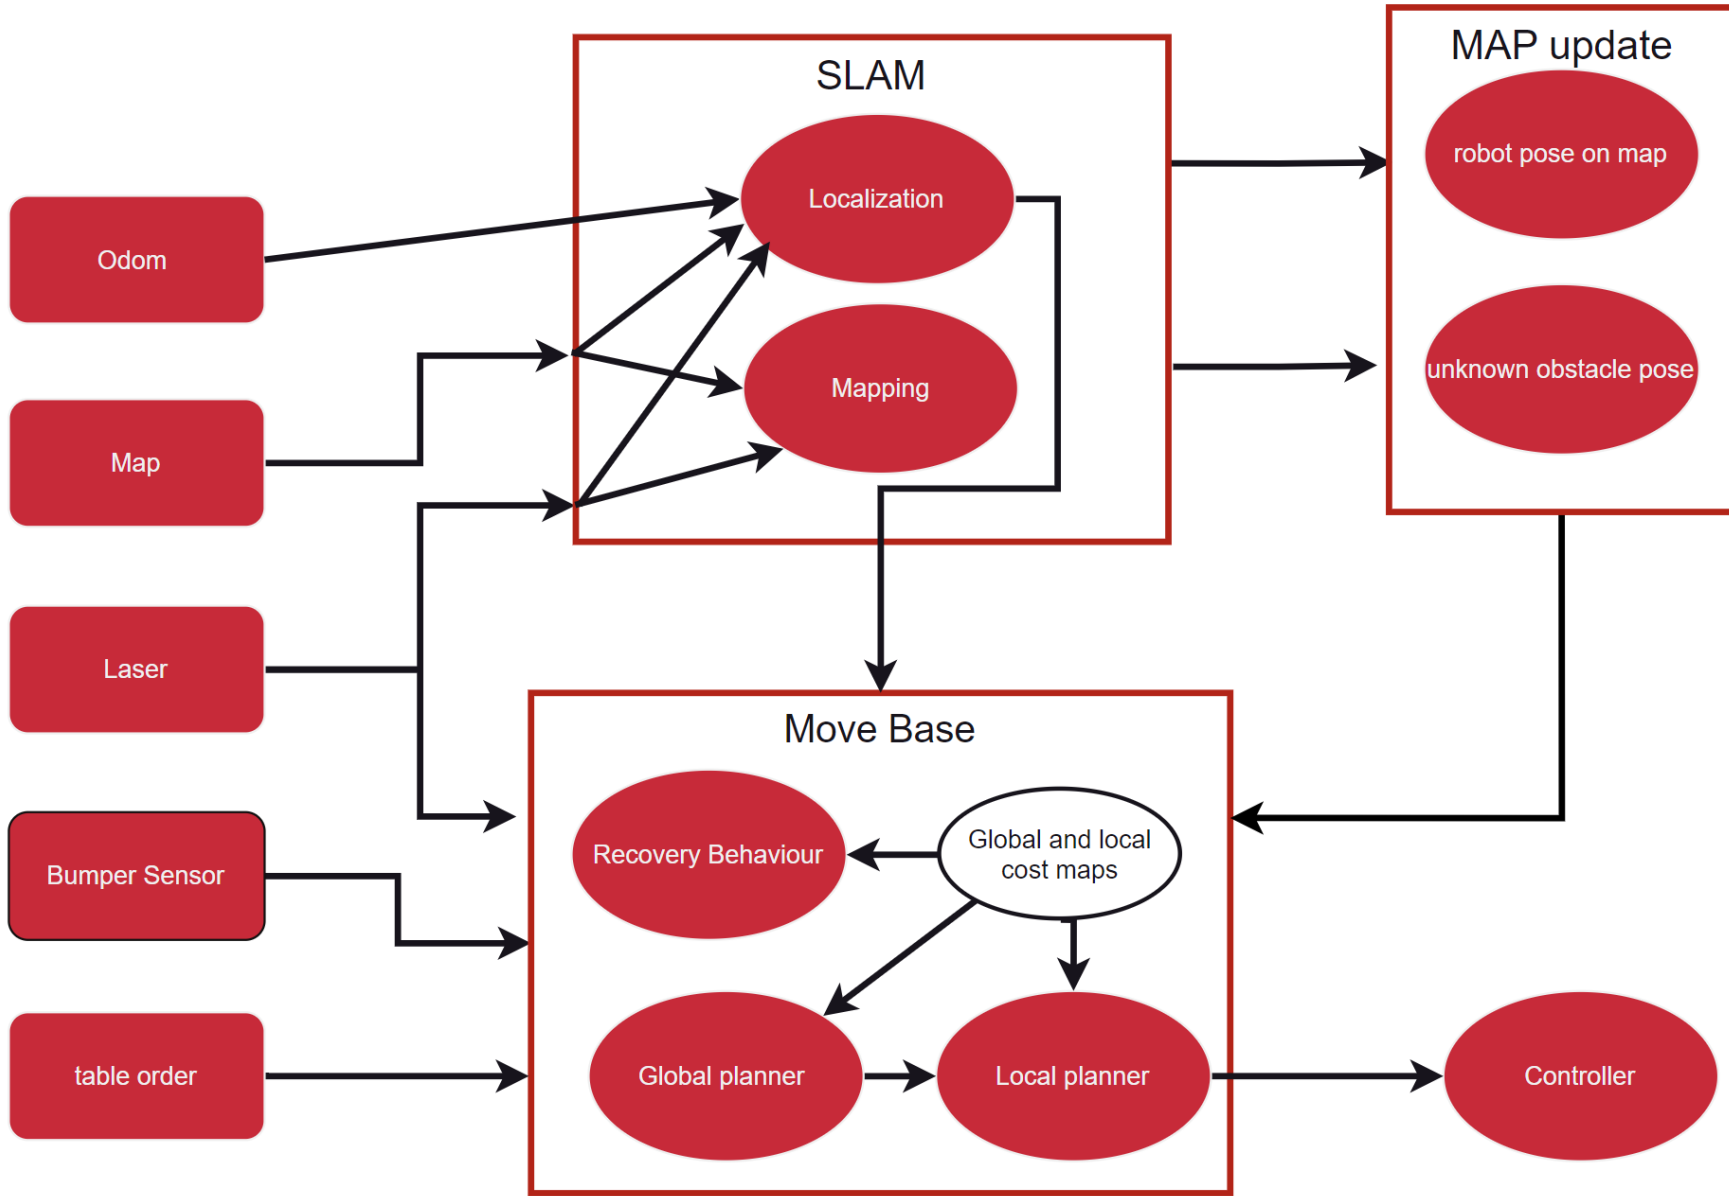 SLAM
MAP update
Localization
robot pose on map
Odom
Mapping
unknown obstacle pose
Map
Laser
Move Base
Recovery Behaviour
Global and local
cost maps
Bumper Sensor
table order
Global planner
Local planner
Controller